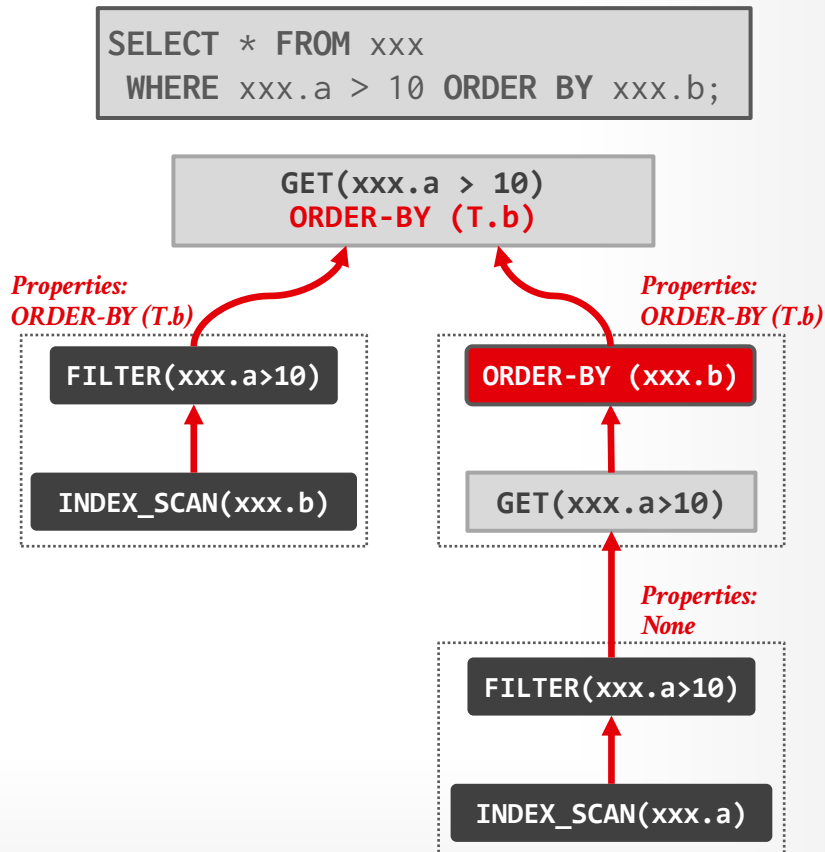 SELECT * FROM xxx
WHERE xxx.a > 10 ORDER BY xxx.b;
GET(xxx.a > 10)
ORDER-BY (T.b)
Properties:
ORDER-BY (T.b)
FILTER(xxx.a>10)
INDEX_SCAN(xxx.b)
Properties:
ORDER-BY (T.b)
ORDER-BY (xxx.b)
GET(xxx.a>10)
Properties:
None
FILTER(xxx.a>10)
INDEX_SCAN(xxx.a)